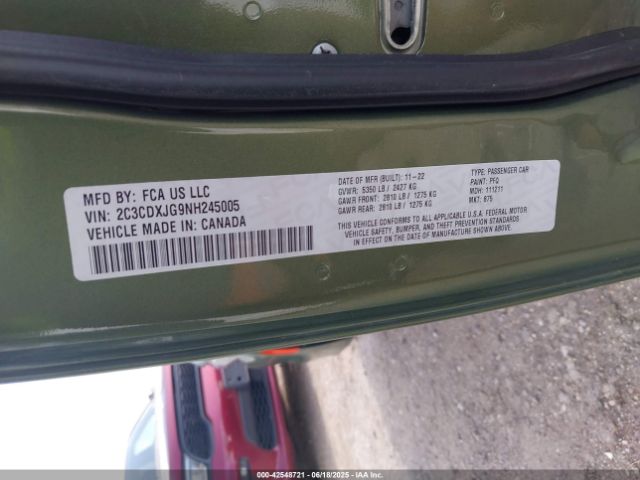 MFD BY: FCA US LLC
VIN: 2C3CDXJG9NH245005
VEHICLE MADE IN: CANADA
DATE OF MFR (BUILT): 11-22
GVWR: 5350 LB / 2427 KG
GAWR FRONT: 2810 LB / 1275 KG
GAWR REAR: 2810 LB / 1275 KG
TYPE: PASSENGER CAR
PAINT: PFQ
MDH: 111211
MKT: 875
THIS VEHICLE CONFORMS TO ALL APPLICABLE U.S.A. FEDERAL MOTOR
VEHICLE SAFETY, BUMPER, AND THEFT PREVENTION STANDARDS
IN EFFECT ON THE DATE OF MANUFACTURE SHOWN ABOVE.
000-42548721 - 06/18/2025 - IAA Inc. Copyright